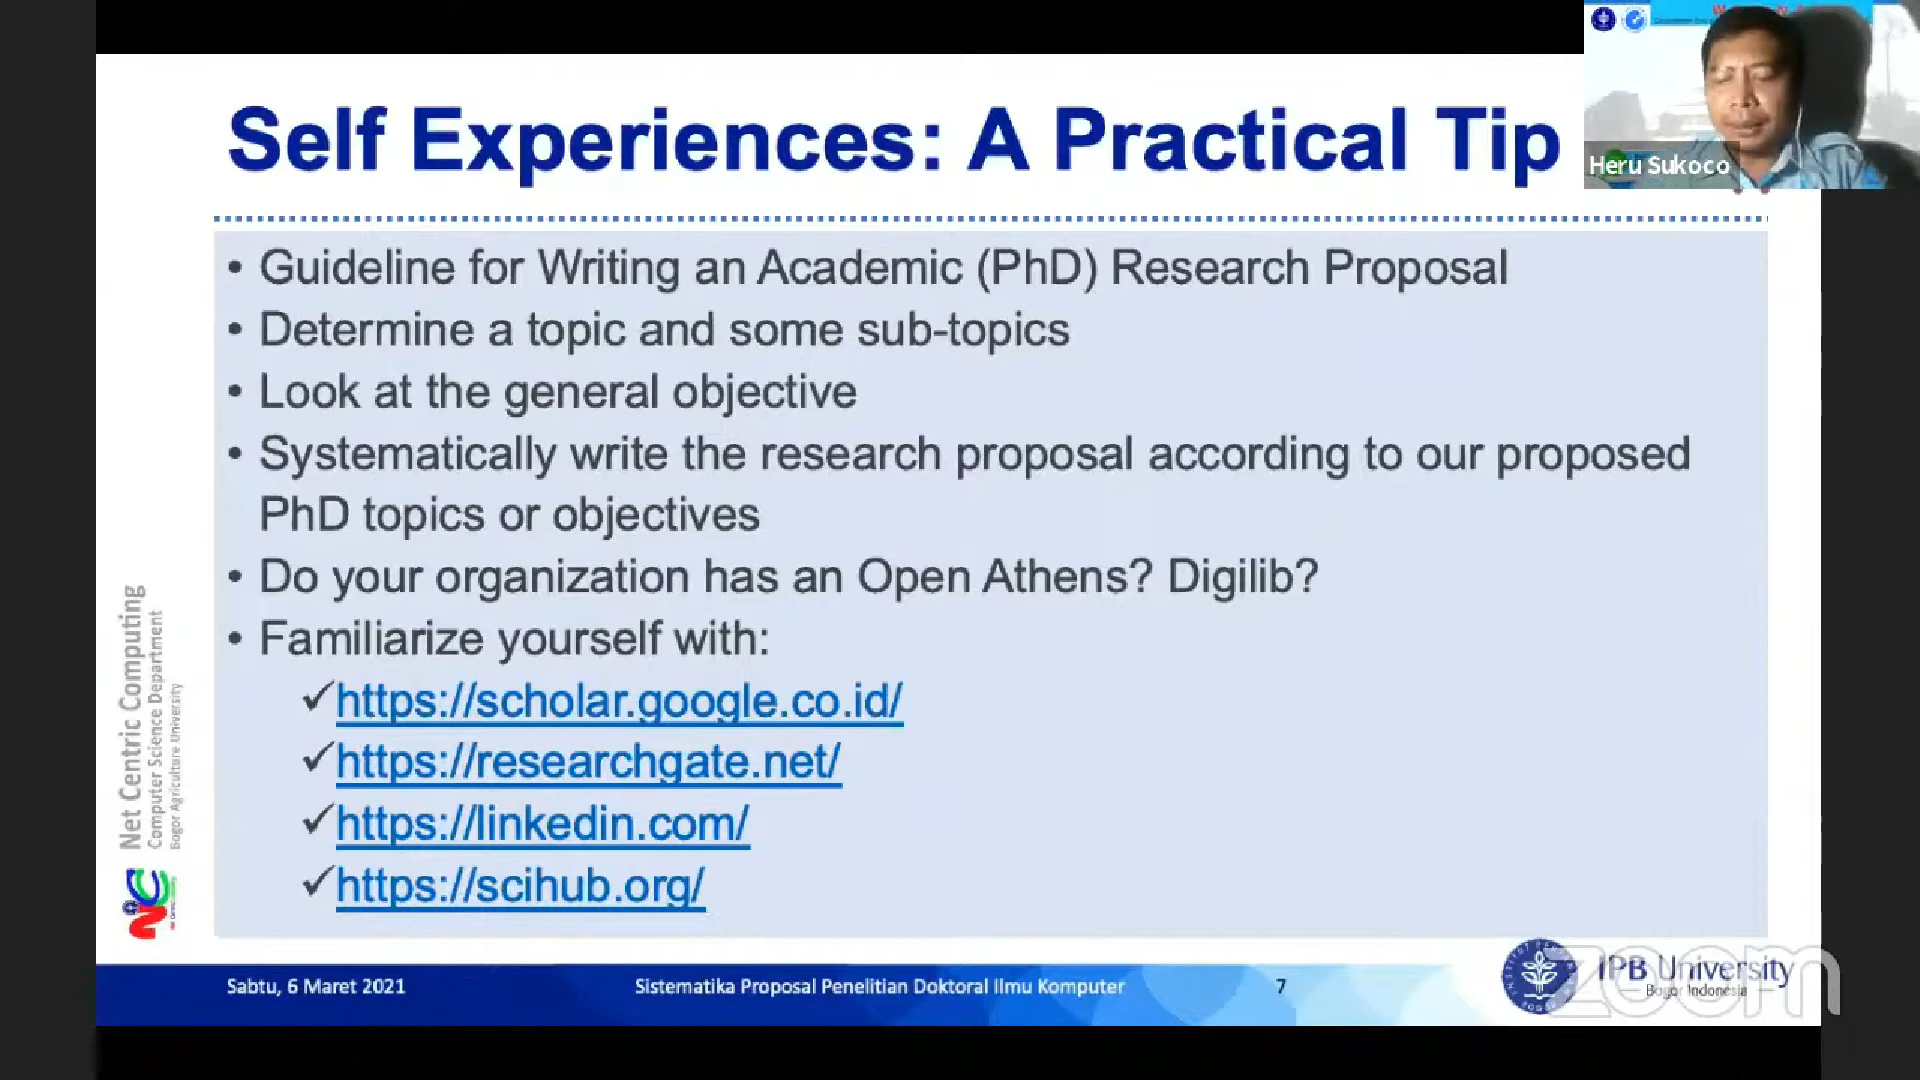 Self Experiences: A Practical Tip
Heru Sukoco
• Guideline for Writing an Academic (PhD) Research Proposal
• Determine a topic and some sub-topics
• Look at the general objective
• Systematically write the research proposal according to our proposed
PhD topics or objectives
• Do your organization has an Open Athens? Digilib?
• Familiarize yourself with:
✓https://scholar.google.co.id/
✓https://researchgate.net/
✓https://linkedin.com/
✓https://scihub.org/
Net Centric Computing
Computer Science Department
Bogor Agriculture University
Sabtu, 6 Maret 2021
Sistematika Proposal Penelitian Doktoral Ilmu Komputer
7
IPB University
Bogor Indonesia
zoom